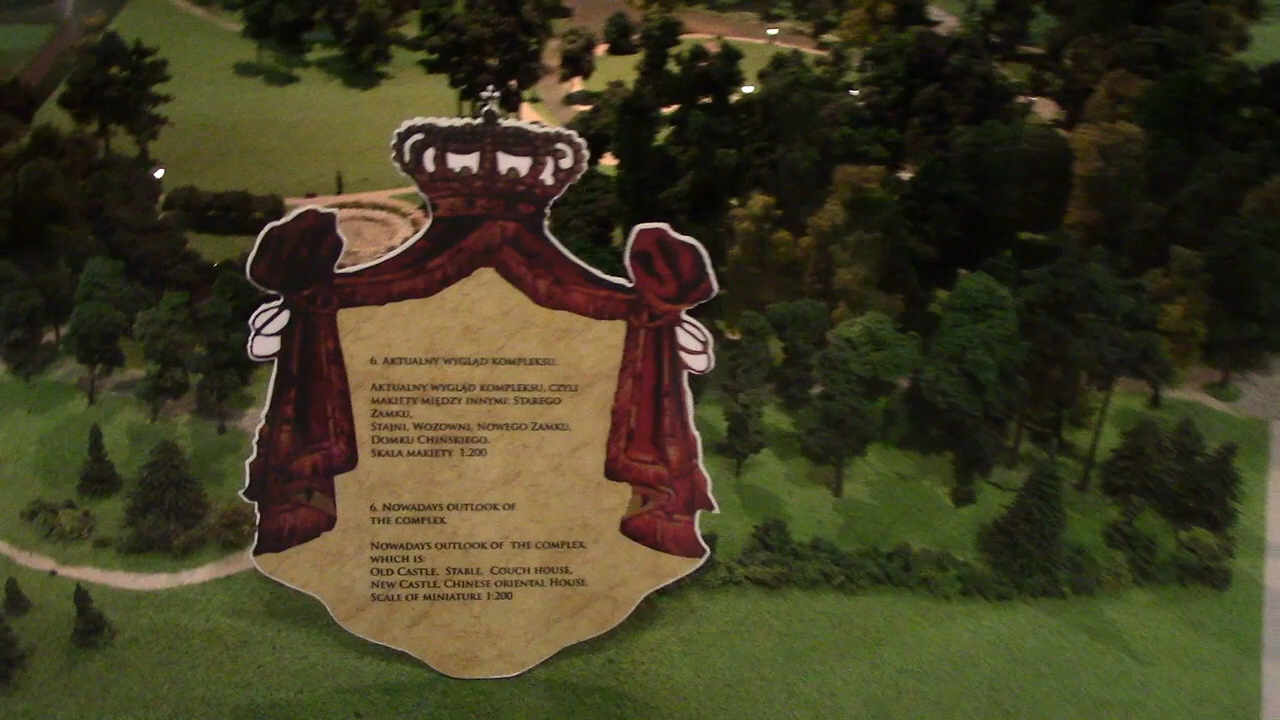 6. Aktualny wygląd kompleksu.
Aktualny wygląd kompleksu, czyli
makiety między innymi: Starego
Zamku,
Stajni, Wozowni, Nowego Zamku,
Domku Chińskiego.
Skala makiety 1:200
6. Nowadays outlook of
the complex.
Nowadays outlook of the complex,
which is:
Old Castle, Stable, Couch house,
New Castle, Chinese oriental House.
Scale of miniature 1:200